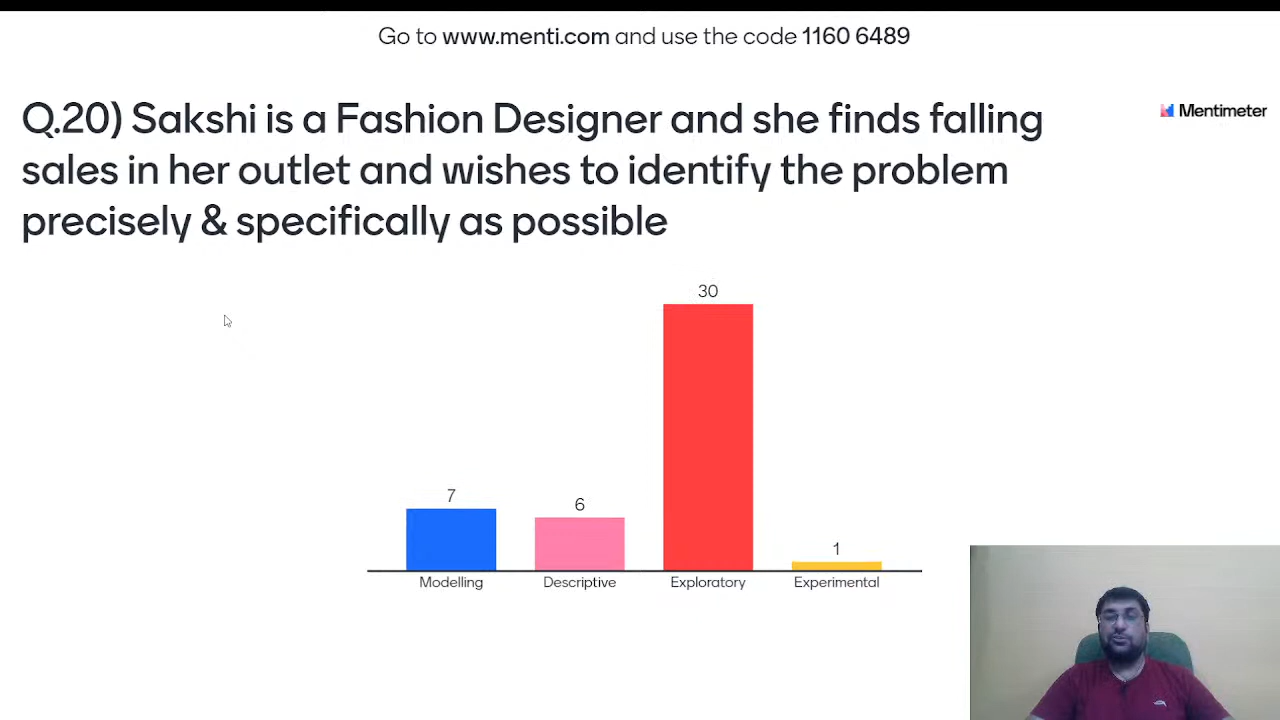 Go to www.menti.com and use the code 1160 6489
Q.20) Sakshi is a Fashion Designer and she finds falling
Mentimeter
sales in her outlet and wishes to identify the problem
precisely & specifically as possible
30
7
6
1
Modelling
Descriptive
Exploratory
Experimental